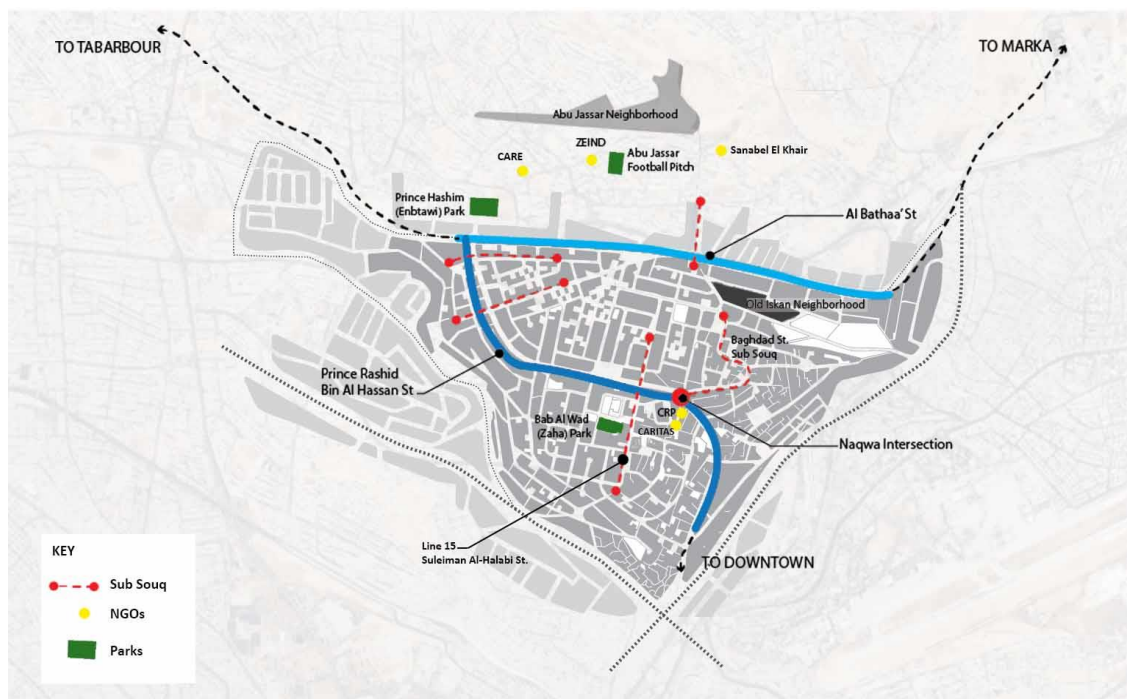 TO TABARBOUR
TO MARKA
Abu Jassar Neighborhood
ZEIND
CARE
Abu Jassar
Football Pitch
Sanabel El Khair
Prince Hashim
(Enbtawi) Park
Al Bathaa' St
Old Iskan Neighborhood
Baghdad St.
Sub Souq
Prince Rashid
Bin Al Hassan St
Bab Al Wad
(Zaha) Park
CRP
CARITAS
Naqwa Intersection
Line 15
Suleiman Al-Halabi St.
TO DOWNTOWN
KEY
Sub Souq
NGOs
Parks